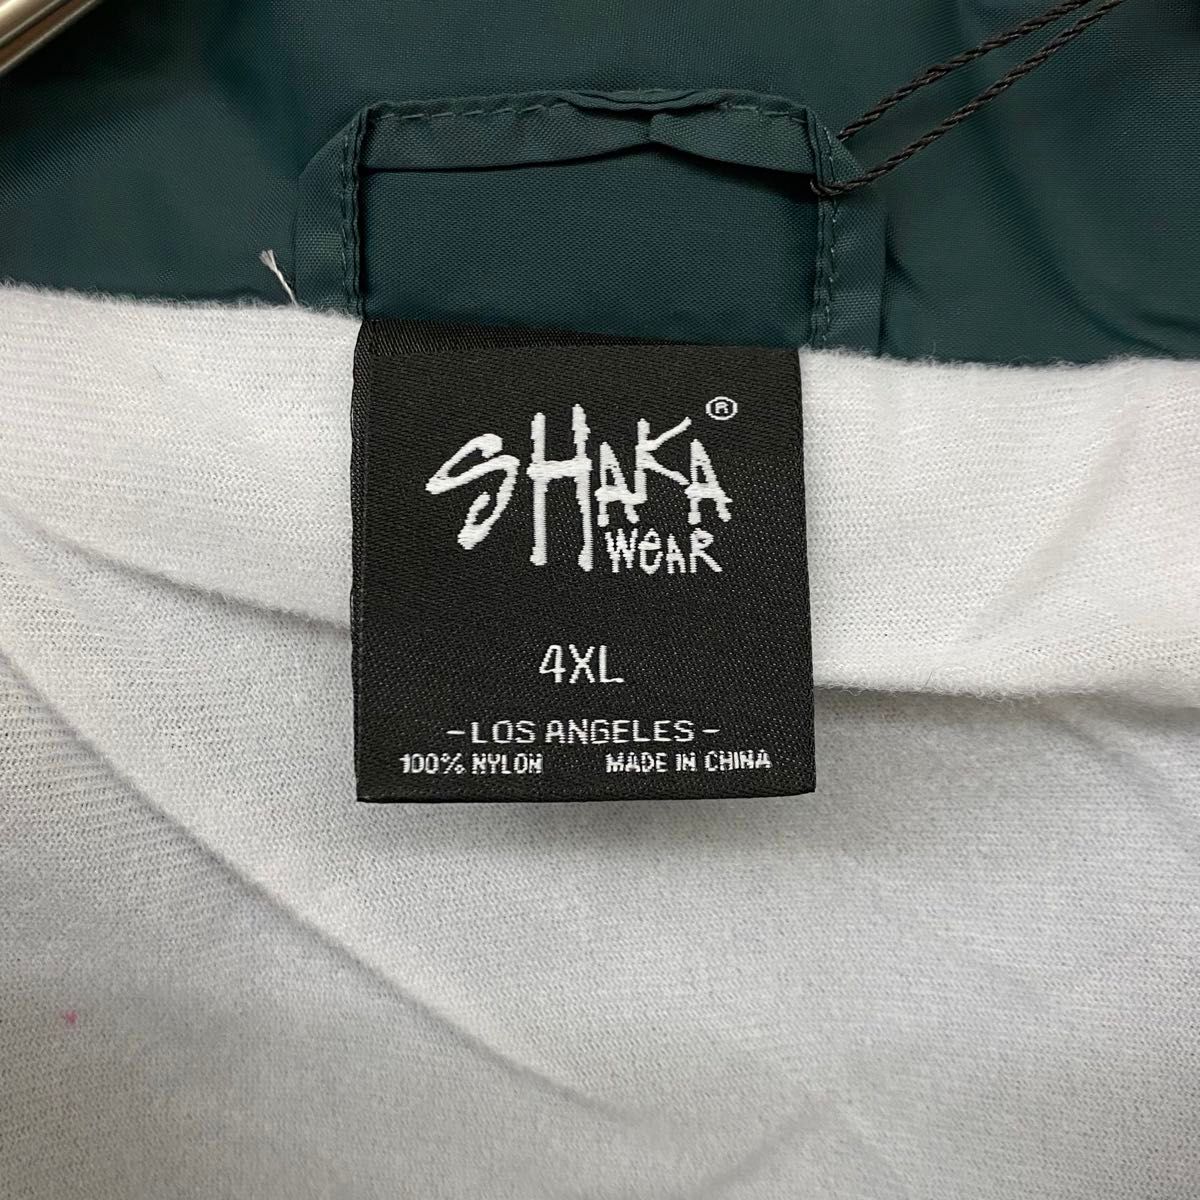 SHAKA ®
WEAR
4XL
- LOS ANGELES -
100% NYLON MADE IN CHINA